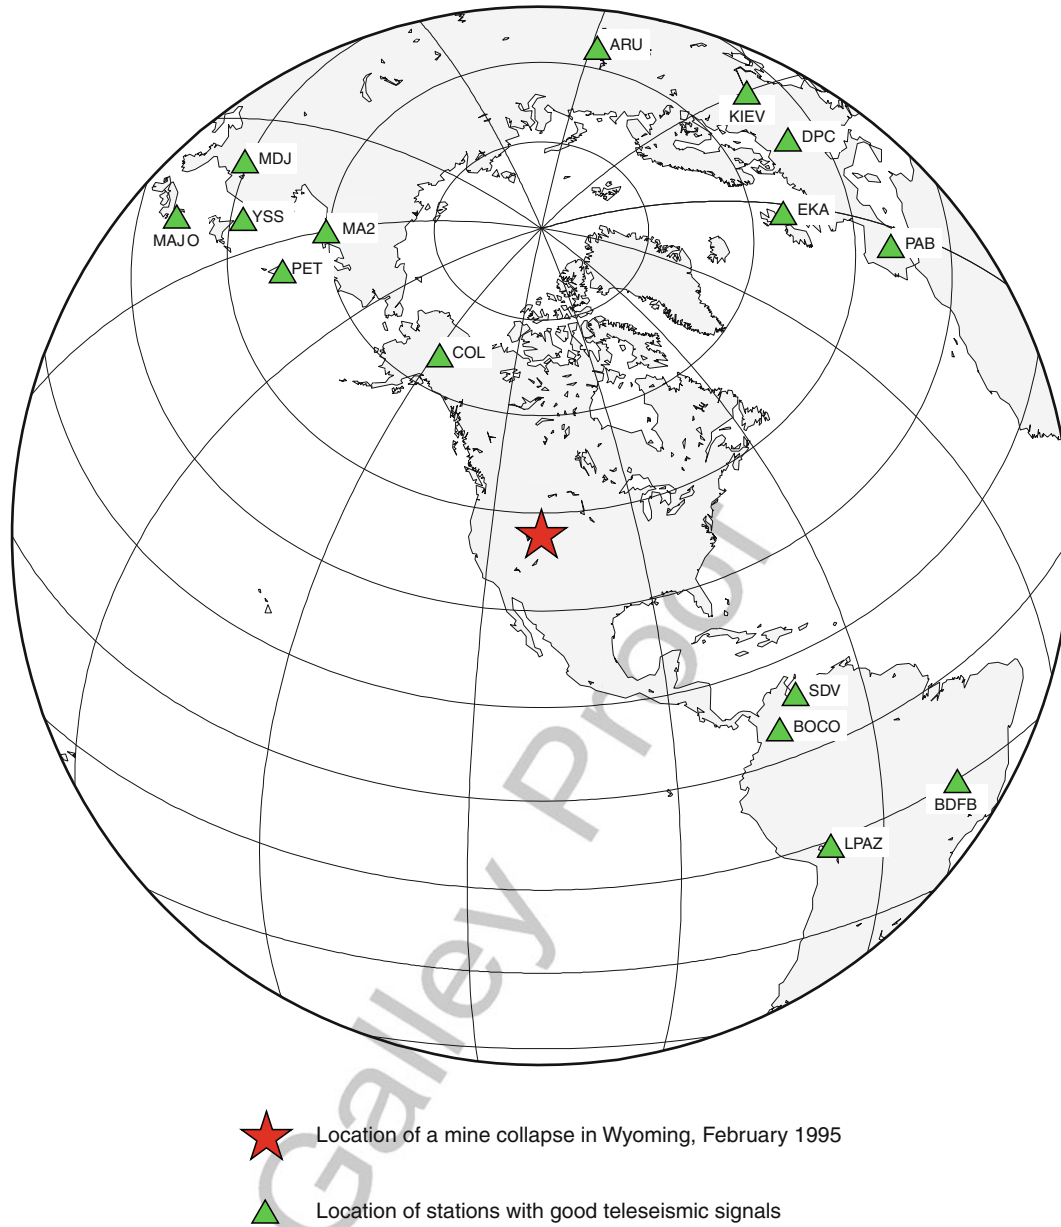 ARU
KIEV
DPC
MDJ
EKA
YSS
MA2
MAJO
PAB
PET
COL
SDV
BOCO
BDFB
LPAZ
Galley Proof
Location of a mine collapse in Wyoming, February 1995
Location of stations with good teleseismic signals